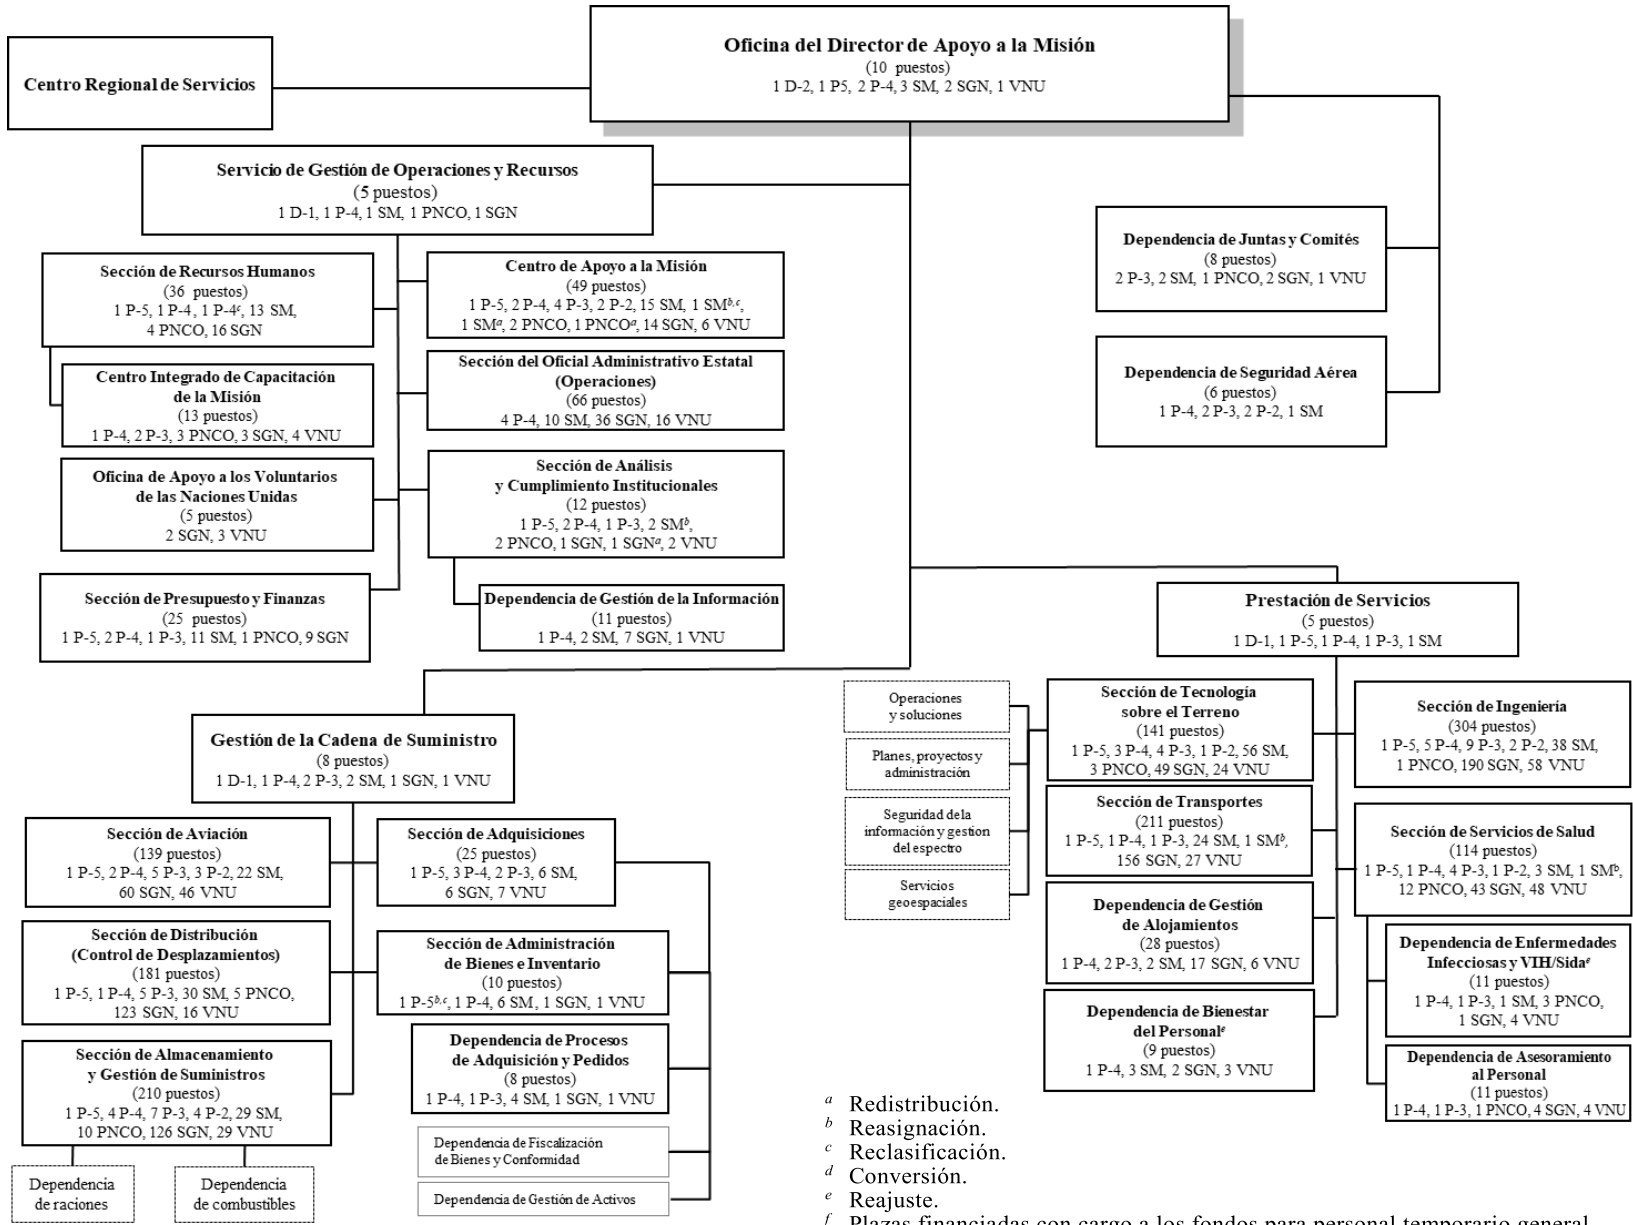 Centro Regional de Servicios
Oficina del Director de Apoyo a la Misión
(10 puestos)
1 D-2, 1 P5, 2 P-4, 3 SM, 2 SGN, 1 VNU
Servicio de Gestión de Operaciones y Recursos
(5 puestos)
1 D-1, 1 P-4, 1 SM, 1 PNCO, 1 SGN
Sección de Recursos Humanos
(36 puestos)
1 P-5, 1 P-4, 1 P-4ᶜ, 13 SM,
4 PNCO, 16 SGN
Centro Integrado de Capacitación
de la Misión
(13 puestos)
1 P-4, 2 P-3, 3 PNCO, 3 SGN, 4 VNU
Oficina de Apoyo a los Voluntarios
de las Naciones Unidas
(5 puestos)
2 SGN, 3 VNU
Sección de Presupuesto y Finanzas
(25 puestos)
1 P-5, 2 P-4, 1 P-3, 11 SM, 1 PNCO, 9 SGN
Centro de Apoyo a la Misión
(49 puestos)
1 P-5, 2 P-4, 4 P-3, 2 P-2, 15 SM, 1 SMᵇ,ᶜ,
1 SMᵃ, 2 PNCO, 1 PNCOᵃ, 14 SGN, 6 VNU
Sección del Oficial Administrativo Estatal
(Operaciones)
(66 puestos)
4 P-4, 10 SM, 36 SGN, 16 VNU
Sección de Análisis
y Cumplimiento Institucionales
(12 puestos)
1 P-5, 2 P-4, 1 P-3, 2 SMᵇ,
2 PNCO, 1 SGN, 1 SGNᵃ, 2 VNU
Dependencia de Gestión de la Información
(11 puestos)
1 P-4, 2 SM, 7 SGN, 1 VNU
Dependencia de Juntas y Comités
(8 puestos)
2 P-3, 2 SM, 1 PNCO, 2 SGN, 1 VNU
Dependencia de Seguridad Aérea
(6 puestos)
1 P-4, 2 P-3, 2 P-2, 1 SM
Gestión de la Cadena de Suministro
(8 puestos)
1 D-1, 1 P-4, 2 P-3, 2 SM, 1 SGN, 1 VNU
Sección de Aviación
(139 puestos)
1 P-5, 2 P-4, 5 P-3, 3 P-2, 22 SM,
60 SGN, 46 VNU
Sección de Distribución
(Control de Desplazamientos)
(181 puestos)
1 P-5, 1 P-4, 5 P-3, 30 SM, 5 PNCO,
123 SGN, 16 VNU
Sección de Almacenamiento
y Gestión de Suministros
(210 puestos)
1 P-5, 4 P-4, 7 P-3, 4 P-2, 29 SM,
10 PNCO, 126 SGN, 29 VNU
Dependencia
de raciones
Dependencia
de combustibles
Sección de Adquisiciones
(25 puestos)
1 P-5, 3 P-4, 2 P-3, 6 SM,
6 SGN, 7 VNU
Sección de Administración
de Bienes e Inventario
(10 puestos)
1 P-5ᵇ,ᶜ, 1 P-4, 6 SM, 1 SGN, 1 VNU
Dependencia de Procesos
de Adquisición y Pedidos
(8 puestos)
1 P-4, 1 P-3, 4 SM, 1 SGN, 1 VNU
Dependencia de Fiscalización
de Bienes y Conformidad
Dependencia de Gestión de Activos
Prestación de Servicios
(5 puestos)
1 D-1, 1 P-5, 1 P-4, 1 P-3, 1 SM
Operaciones
y soluciones
Planes, proyectos y
administración
Seguridad de la
información y gestion
del espectro
Servicios
geoespaciales
Sección de Tecnología
sobre el Terreno
(141 puestos)
1 P-5, 3 P-4, 4 P-3, 1 P-2, 56 SM,
3 PNCO, 49 SGN, 24 VNU
Sección de Transportes
(211 puestos)
1 P-5, 1 P-4, 1 P-3, 24 SM, 1 SMᵇ,
156 SGN, 27 VNU
Dependencia de Gestión
de Alojamientos
(28 puestos)
1 P-4, 2 P-3, 2 SM, 17 SGN, 6 VNU
Dependencia de Bienestar
del Personalᵉ
(9 puestos)
1 P-4, 3 SM, 2 SGN, 3 VNU
Sección de Ingeniería
(304 puestos)
1 P-5, 5 P-4, 9 P-3, 2 P-2, 38 SM,
1 PNCO, 190 SGN, 58 VNU
Sección de Servicios de Salud
(114 puestos)
1 P-5, 1 P-4, 4 P-3, 1 P-2, 3 SM, 1 SMᵇ,
12 PNCO, 43 SGN, 48 VNU
Dependencia de Enfermedades
Infecciosas y VIH/Sidaᵉ
(11 puestos)
1 P-4, 1 P-3, 1 SM, 3 PNCO,
1 SGN, 4 VNU
Dependencia de Asesoramiento
al Personal
(11 puestos)
1 P-4, 1 P-3, 1 PNCO, 4 SGN, 4 VNU
ᵃ Redistribución.
ᵇ Reasignación.
ᶜ Reclasificación.
ᵈ Conversión.
ᵉ Reajuste.
ᶠ Plazas financiadas con cargo a los fondos para personal temporario general.